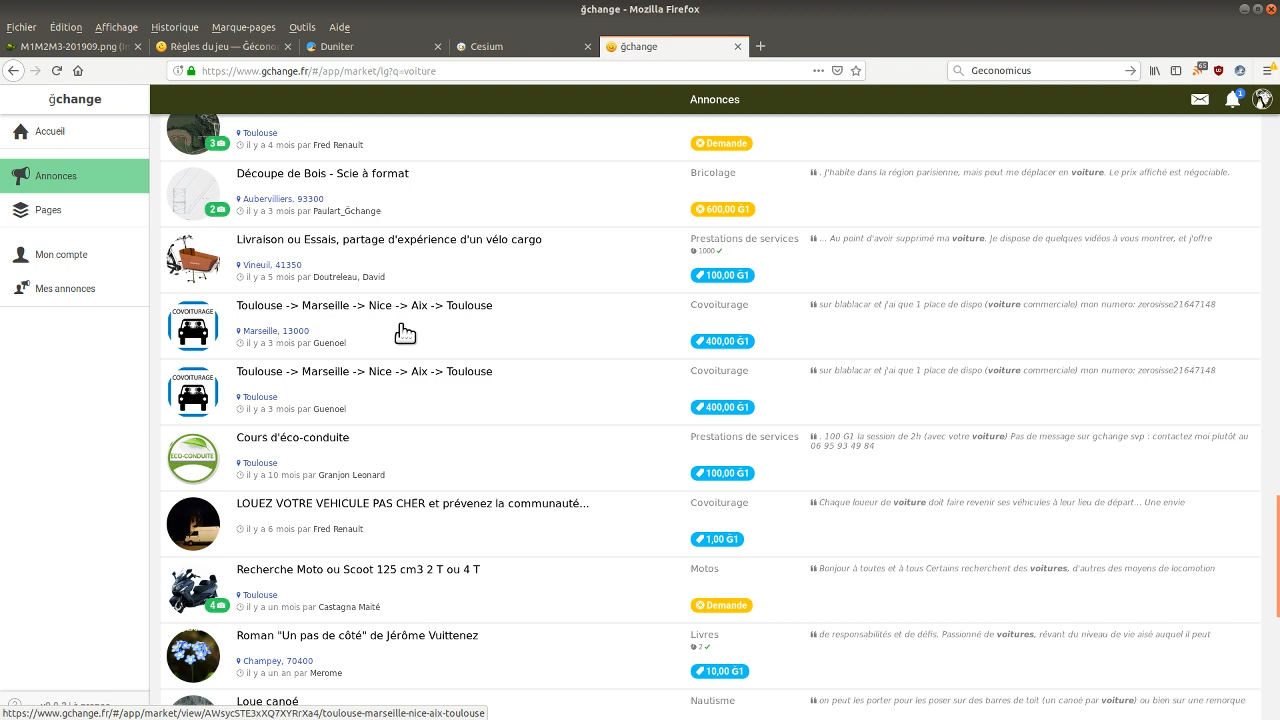 ğchange - Mozilla Firefox
Fichier Édition Affichage Historique Marque-pages Outils Aide
M1M2M3-201909.png (
Règles du jeu — Gécono
Duniter
Cesium
ğchange
https://www.gchange.fr/#/app/market/lg?q=voiture
Geconomicus
65
ğchange
Annonces
1
Accueil
Annonces
Pages
Mon compte
Mes annonces
Toulouse
il y a 4 mois par Fred Renault
3
Demande
Découpe de Bois - Scie à format
Aubervilliers, 93300
il y a 3 mois par Paulart_Ğchange
2
Bricolage
600,00 Ğ1
. J'habite dans la région parisienne, mais peut me déplacer en voiture. Le prix affiché est négociable.
Livraison ou Essais, partage d'expérience d'un vélo cargo
Vineuil, 41350
il y a 5 mois par Doutreleau, David
Prestations de services
1000
100,00 Ğ1
... Au point d'avoir supprimé ma voiture. Je dispose de quelques vidéos à vous montrer, et j'offre
Toulouse -> Marseille -> Nice -> Aix -> Toulouse
Marseille, 13000
il y a 3 mois par Guenoel
COVOITURAGE
Covoiturage
400,00 Ğ1
sur blablacar et j'ai que 1 place de dispo (voiture commerciale) mon numero: zerosisse21647148
Toulouse -> Marseille -> Nice -> Aix -> Toulouse
Toulouse
il y a 3 mois par Guenoel
COVOITURAGE
Covoiturage
400,00 Ğ1
sur blablacar et j'ai que 1 place de dispo (voiture commerciale) mon numero: zerosisse21647148
Cours d'éco-conduite
Toulouse
il y a 10 mois par Granjon Leonard
ECO-CONDUITE
Prestations de services
100,00 Ğ1
. 100 G1 la session de 2h (avec votre voiture) Pas de message sur gchange svp : contactez moi plutôt au
06 95 93 49 84
LOUEZ VOTRE VEHICULE PAS CHER et prévenez la communauté...
il y a 6 mois par Fred Renault
Covoiturage
1,00 Ğ1
Chaque loueur de voiture doit faire revenir ses véhicules à leur lieu de départ... Une envie
Recherche Moto ou Scoot 125 cm3 2 T ou 4 T
Toulouse
il y a un mois par Castagna Maité
4
Motos
Demande
Bonjour à toutes et à tous Certains recherchent des voitures, d'autres des moyens de locomotion
Roman "Un pas de côté" de Jérôme Vuittenez
Champey, 70400
il y a un an par Merome
Livres
2
10,00 Ğ1
de responsabilités et de défis. Passionné de voitures, rêvant du niveau de vie aisé auquel il peut
Loue canoé
Nautisme
on peut les porter pour les poser sur des barres de toit (un canoé par voiture) ou bien sur une remorque
https://www.gchange.fr/#/app/market/view/AWsycSTE3xXQ7XYRrXa4/toulouse-marseille-nice-aix-toulouse